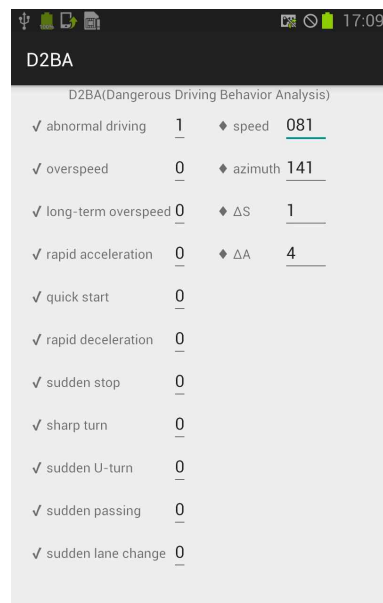 17:09
D2BA
D2BA(Dangerous Driving Behavior Analysis)
✓ abnormal driving 1 ♦ speed 081
✓ overspeed 0 ♦ azimuth 141
✓ long-term overspeed 0 ♦ ΔS 1
✓ rapid acceleration 0 ♦ ΔA 4
✓ quick start 0
✓ rapid deceleration 0
✓ sudden stop 0
✓ sharp turn 0
✓ sudden U-turn 0
✓ sudden passing 0
✓ sudden lane change 0